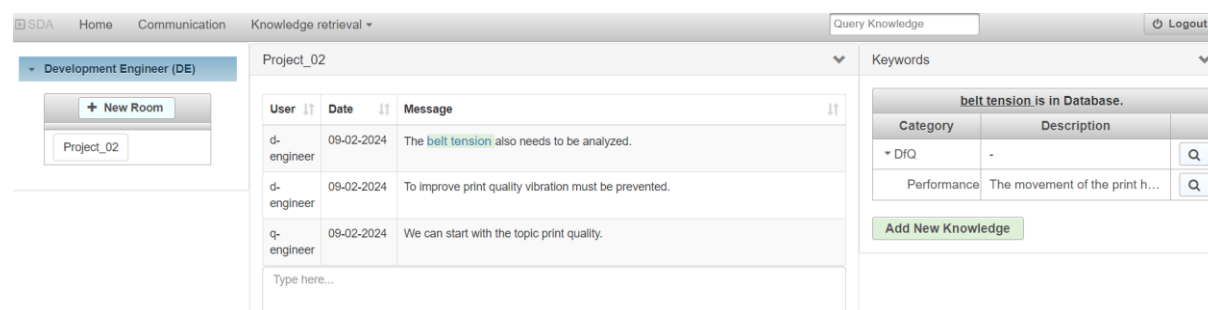 SDA Home Communication Knowledge retrieval Query Knowledge Logout
Development Engineer (DE)
+ New Room
Project_02
Project_02
User Date Message
d-engineer 09-02-2024 The belt tension also needs to be analyzed.
d-engineer 09-02-2024 To improve print quality vibration must be prevented.
q-engineer 09-02-2024 We can start with the topic print quality.
Type here...
Keywords
belt tension is in Database.
Category Description
DfQ -
Performance The movement of the print h...
Add New Knowledge